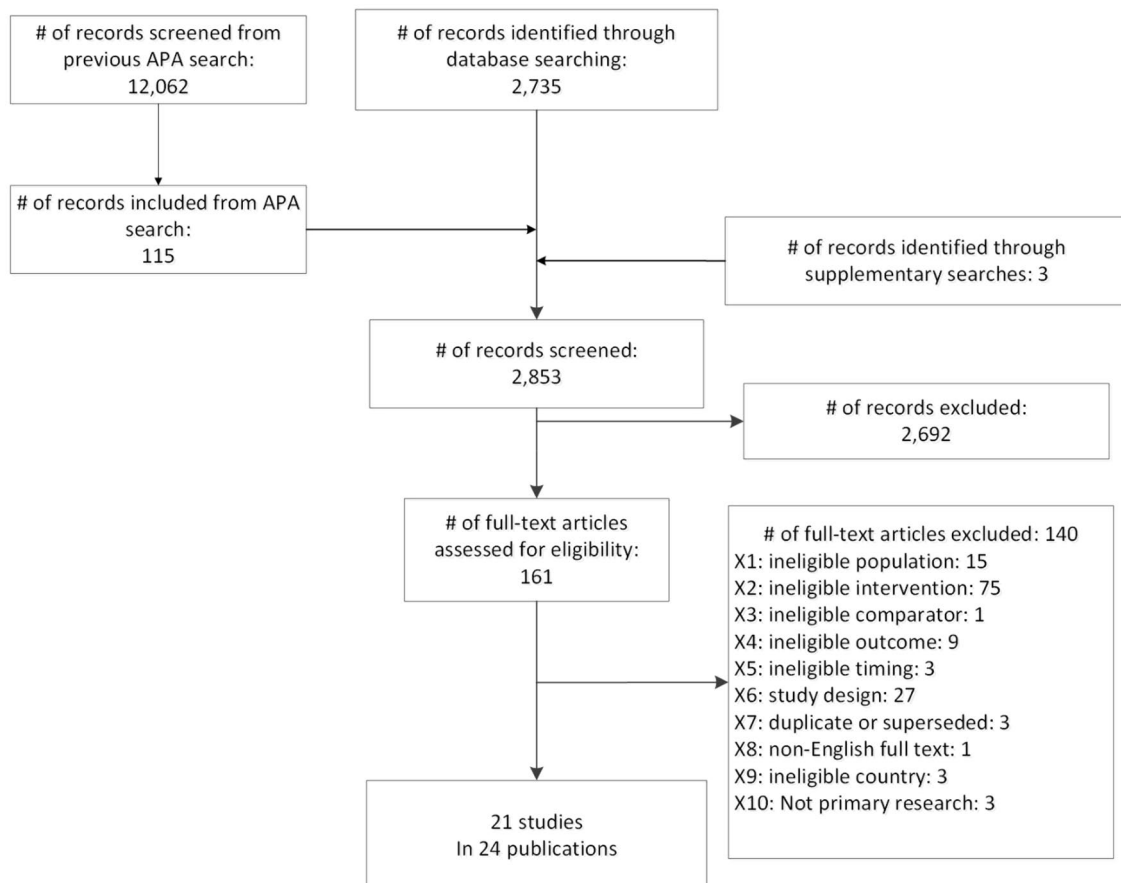 # of records screened from
previous APA search:
12,062
# of records identified through
database searching:
2,735
# of records included from APA
search:
115
# of records identified through
supplementary searches: 3
# of records screened:
2,853
# of records excluded:
2,692
# of full-text articles
assessed for eligibility:
161
# of full-text articles excluded: 140
X1: ineligible population: 15
X2: ineligible intervention: 75
X3: ineligible comparator: 1
X4: ineligible outcome: 9
X5: ineligible timing: 3
X6: study design: 27
X7: duplicate or superseded: 3
X8: non-English full text: 1
X9: ineligible country: 3
X10: Not primary research: 3
21 studies
In 24 publications